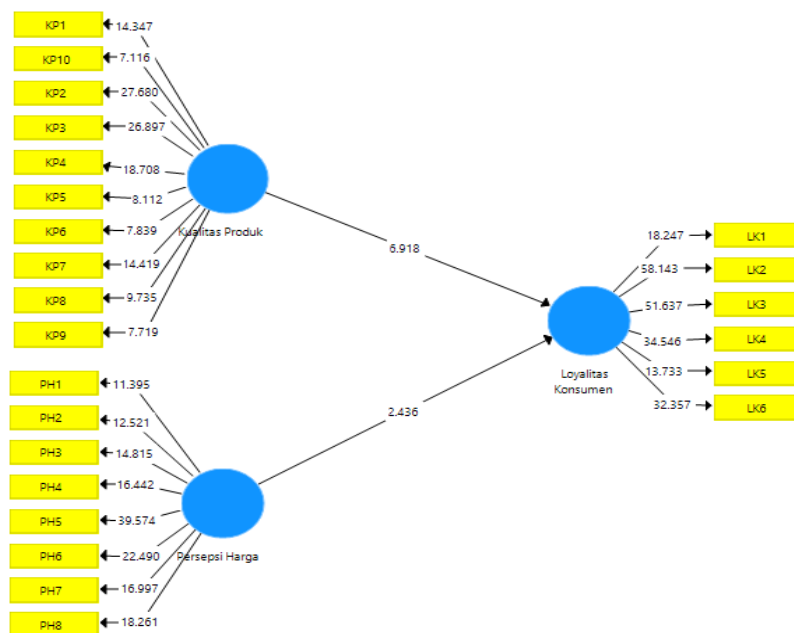 KP1
14.347
KP10
7.116
KP2
27.680
KP3
26.897
KP4
18.708
KP5
8.112
KP6
7.839
KP7
14.419
KP8
9.735
KP9
7.719
Kualitas Produk
6.918
PH1
11.395
PH2
12.521
PH3
14.815
PH4
16.442
PH5
39.574
PH6
22.490
PH7
16.997
PH8
18.261
Persepsi Harga
2.436
Loyalitas
Konsumen
18.247
LK1
58.143
LK2
51.637
LK3
34.546
LK4
13.733
LK5
32.357
LK6